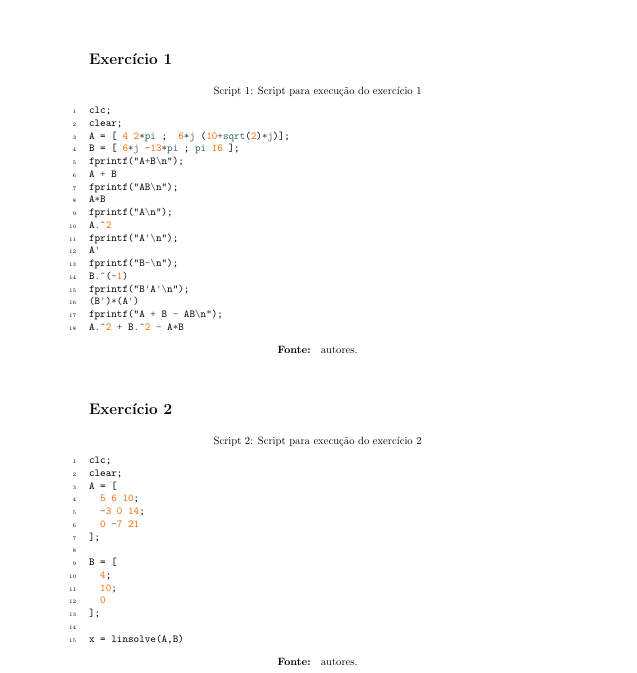 Exercício 1
Script 1: Script para execução do exercício 1
1 clc;
2 clear;
3 A = [ 4 2*pi ;  6*j (10+sqrt(2)*j)];
4 B = [ 6*j -13*pi ; pi 16 ];
5 fprintf("A+B\n");
6 A + B
7 fprintf("AB\n");
8 A*B
9 fprintf("A\n");
10 A.^2
11 fprintf("A'\n");
12 A'
13 fprintf("B-\n");
14 B.^(-1)
15 fprintf("B'A'\n");
16 (B')*(A')
17 fprintf("A + B - AB\n");
18 A.^2 + B.^2 - A*B
Fonte: autores.
Exercício 2
Script 2: Script para execução do exercício 2
1 clc;
2 clear;
3 A = [
4   5 6 10;
5   -3 0 14;
6   0 -7 21
7 ];
8
9 B = [
10   4;
11   10;
12   0
13 ];
14
15 x = linsolve(A,B)
Fonte: autores.